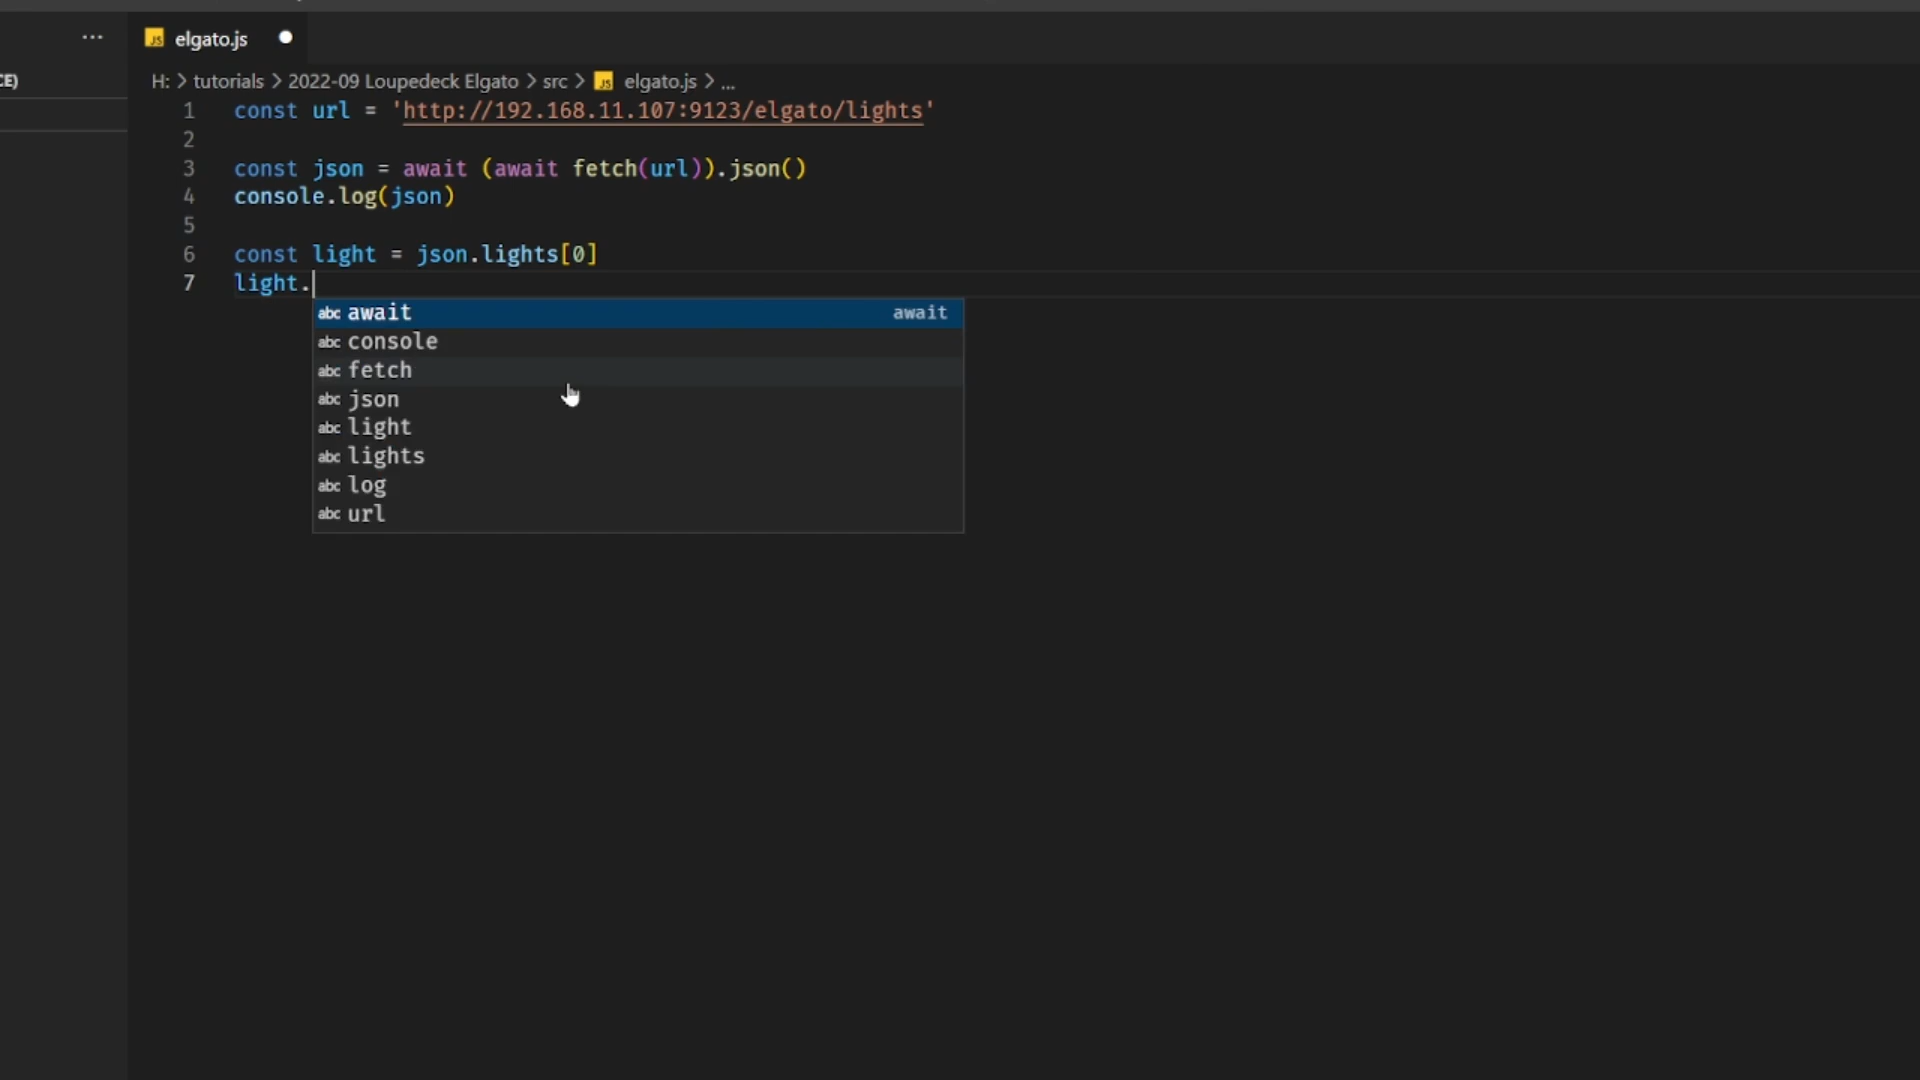 elgato.js
CE)
H: > tutorials > 2022-09 Loupedeck Elgato > src > JS elgato.js > ...
1 const url = 'http://192.168.11.107:9123/elgato/lights'
2
3 const json = await (await fetch(url)).json()
4 console.log(json)
5
6 const light = json.lights[0]
7 light.
abc await await
abc console
abc fetch
abc json
abc light
abc lights
abc log
abc url